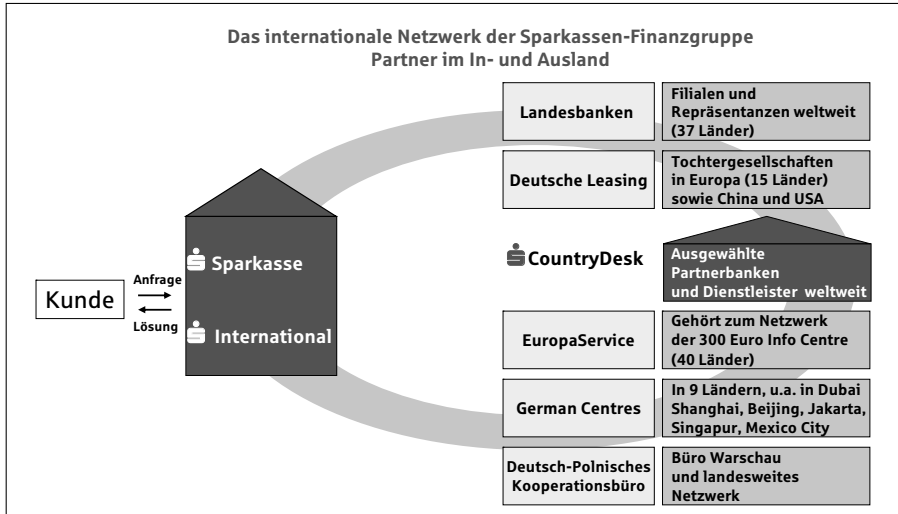 Das internationale Netzwerk der Sparkassen-Finanzgruppe
Partner im In- und Ausland
Kunde
Anfrage
Lösung
Sparkasse
International
Landesbanken
Filialen und
Repräsentanzen weltweit
(37 Länder)
Deutsche Leasing
Tochtergesellschaften
in Europa (15 Länder)
sowie China und USA
CountryDesk
Ausgewählte
Partnerbanken
und Dienstleister weltweit
EuropaService
Gehört zum Netzwerk
der 300 Euro Info Centre
(40 Länder)
German Centres
In 9 Ländern, u.a. in Dubai
Shanghai, Beijing, Jakarta,
Singapur, Mexico City
Deutsch-Polnisches
Kooperationsbüro
Büro Warschau
und landesweites
Netzwerk